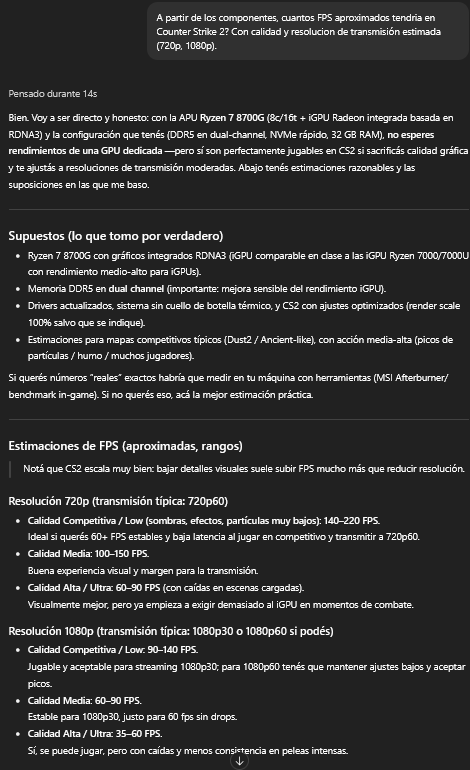 A partir de los componentes, cuantos FPS aproximados tendria en
Counter Strike 2? Con calidad y resolucion de transmisión estimada
(720p, 1080p).
Pensado durante 14s
Bien. Voy a ser directo y honesto: con la APU Ryzen 7 8700G (8c/16t + iGPU Radeon integrada basada en
RDNA3) y la configuración que tenés (DDR5 en dual-channel, NVMe rápido, 32 GB RAM), no esperes
rendimientos de una GPU dedicada —pero sí son perfectamente jugables en CS2 si sacrificás calidad gráfica
y te ajustás a resoluciones de transmisión moderadas. Abajo tenés estimaciones razonables y las
suposiciones en las que me baso.
Supuestos (lo que tomo por verdadero)
• Ryzen 7 8700G con gráficos integrados RDNA3 (iGPU comparable en clase a las iGPU Ryzen 7000/7000U
con rendimiento medio-alto para iGPUs).
• Memoria DDR5 en dual channel (importante: mejora sensible del rendimiento iGPU).
• Drivers actualizados, sistema sin cuello de botella térmico, y CS2 con ajustes optimizados (render scale
100% salvo que se indique).
• Estimaciones para mapas competitivos típicos (Dust2 / Ancient-like), con acción media-alta (picos de
partículas / humo / muchos jugadores).
Si querés números “reales” exactos habría que medir en tu máquina con herramientas (MSI Afterburner/
benchmark in-game). Si no querés eso, acá la mejor estimación práctica.
Estimaciones de FPS (aproximadas, rangos)
Notá que CS2 escala muy bien: bajar detalles visuales suele subir FPS mucho más que reducir resolución.
Resolución 720p (transmisión típica: 720p60)
• Calidad Competitiva / Low (sombras, efectos, partículas muy bajos): 140–220 FPS.
Ideal si querés 60+ FPS estables y baja latencia al jugar en competitivo y transmitir a 720p60.
• Calidad Media: 100–150 FPS.
Buena experiencia visual y margen para la transmisión.
• Calidad Alta / Ultra: 60–90 FPS (con caídas en escenas cargadas).
Visualmente mejor, pero ya empieza a exigir demasiado al iGPU en momentos de combate.
Resolución 1080p (transmisión típica: 1080p30 o 1080p60 si podés)
• Calidad Competitiva / Low: 90–140 FPS.
Jugable y aceptable para streaming 1080p30; para 1080p60 tenés que mantener ajustes bajos y aceptar
picos.
• Calidad Media: 60–90 FPS.
Estable para 1080p30, justo para 60 fps sin drops.
• Calidad Alta / Ultra: 35–60 FPS.
Sí, se puede jugar, pero con caídas y menos consistencia en peleas intensas.